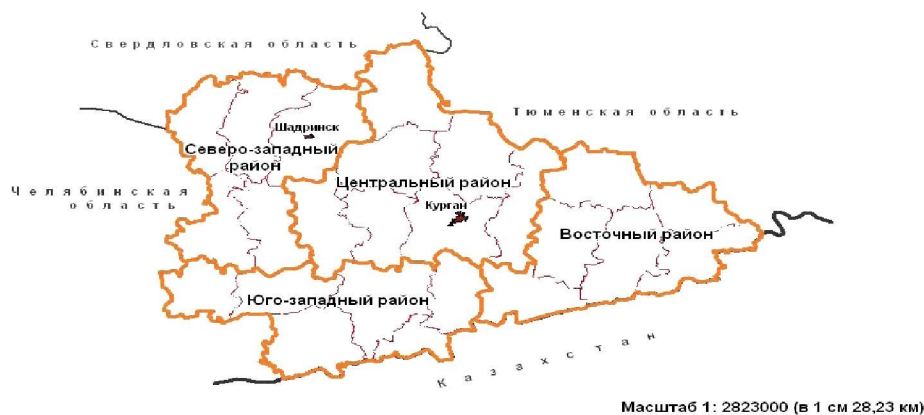 Свердловская область
Тюменская область
Шадринск
Северо-западный
район
Челябинская
область
Центральный район
Курган
Восточный район
Юго-западный район
Казахстан
Масштаб 1: 2823000 (в 1 см 28,23 км)